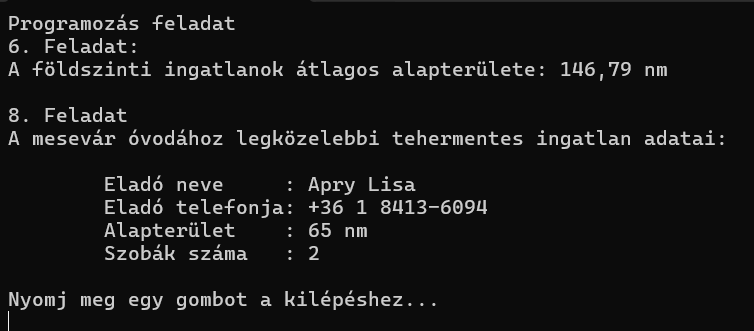 Programozás feladat
6. Feladat:
A földszinti ingatlanok átlagos alapterülete: 146,79 nm
8. Feladat
A mesevár óvodához legközelebbi tehermentes ingatlan adatai:
Eladó neve : Apry Lisa
Eladó telefonja: +36 1 8413-6094
Alapterület : 65 nm
Szobák száma : 2
Nyomj meg egy gombot a kilépéshez...